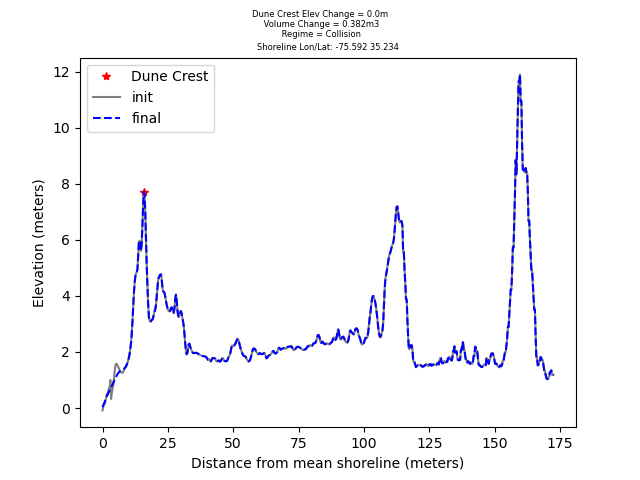 Dune Crest Elev Change = 0.0m
Volume Change = 0.382m3
Regime = Collision
Shoreline Lon/Lat: -75.592 35.234
Dune Crest
init
final
Elevation (meters)
12
10
8
6
4
2
0
0 25 50 75 100 125 150 175
Distance from mean shoreline (meters)